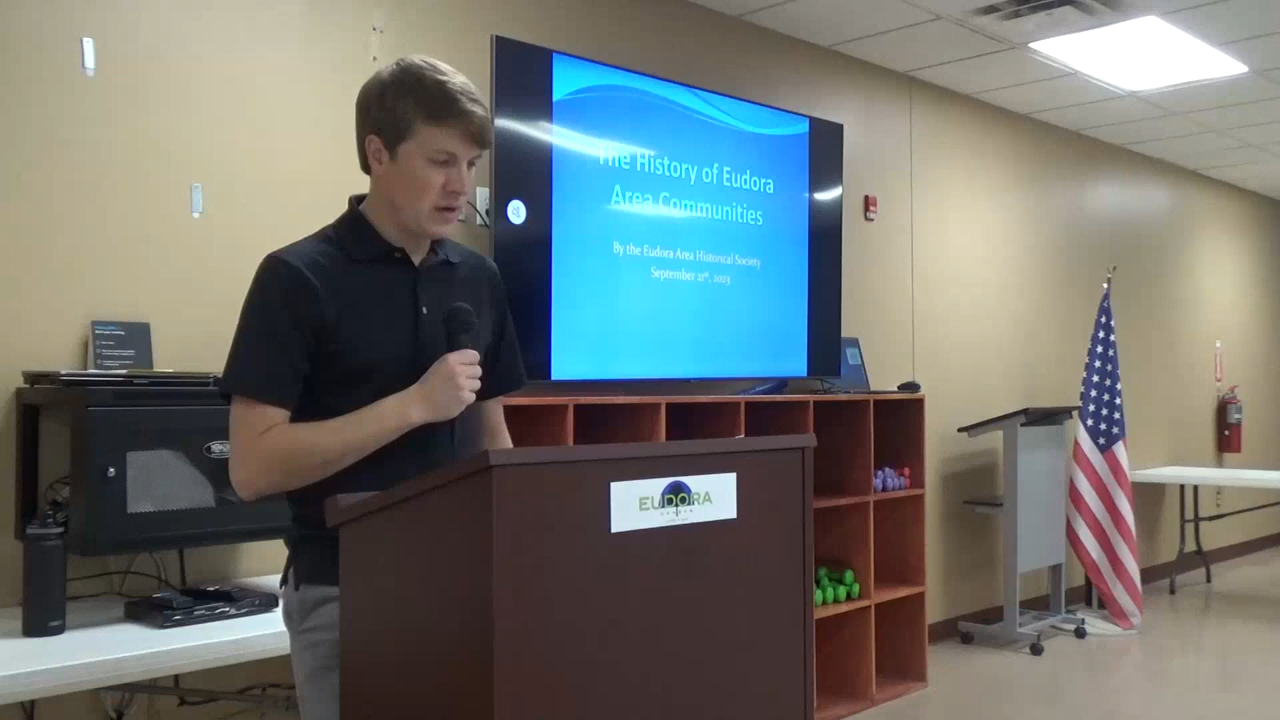 The History of Eudora
Area Communities
By the Eudora Area Historical Society
September 21st, 2023
EUDORA